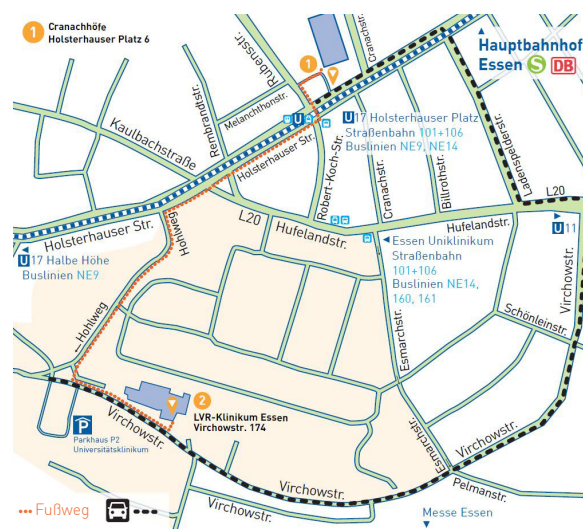 1 Cranachhöfe
Holsterhauser Platz 6
Rubensstr.
Cranachstr.
Hauptbahnhof
Essen S DB
1
Rembrandtstr.
Melanchthonstr.
Kaulbachstraße
U
U17 Holsterhauser Platz
Straßenbahn 101+106
Buslinien NE9, NE14
Holsterhauser Str.
Robert-Koch-Str.
Cranachstr.
Billrothstr.
Ladenspelderstr.
L20
L20
Hufelandstr.
Hufelandstr.
U11
Holsterhauser Str.
Hohlweg
U17 Halbe Höhe
Buslinien NE9
Essen Uniklinikum
Straßenbahn
101+106
Buslinien NE14,
160, 161
Virchowstr.
Schönleinstr.
Hohlweg
Esmarchstr.
2
LVR-Klinikum Essen
Virchowstr. 174
Virchowstr.
P
Parkhaus P2
Universitätsklinikum
Esmarchstr.
Virchowstr.
Virchowstr.
Virchowstr.
Pelmanstr.
Fußweg
Messe Essen